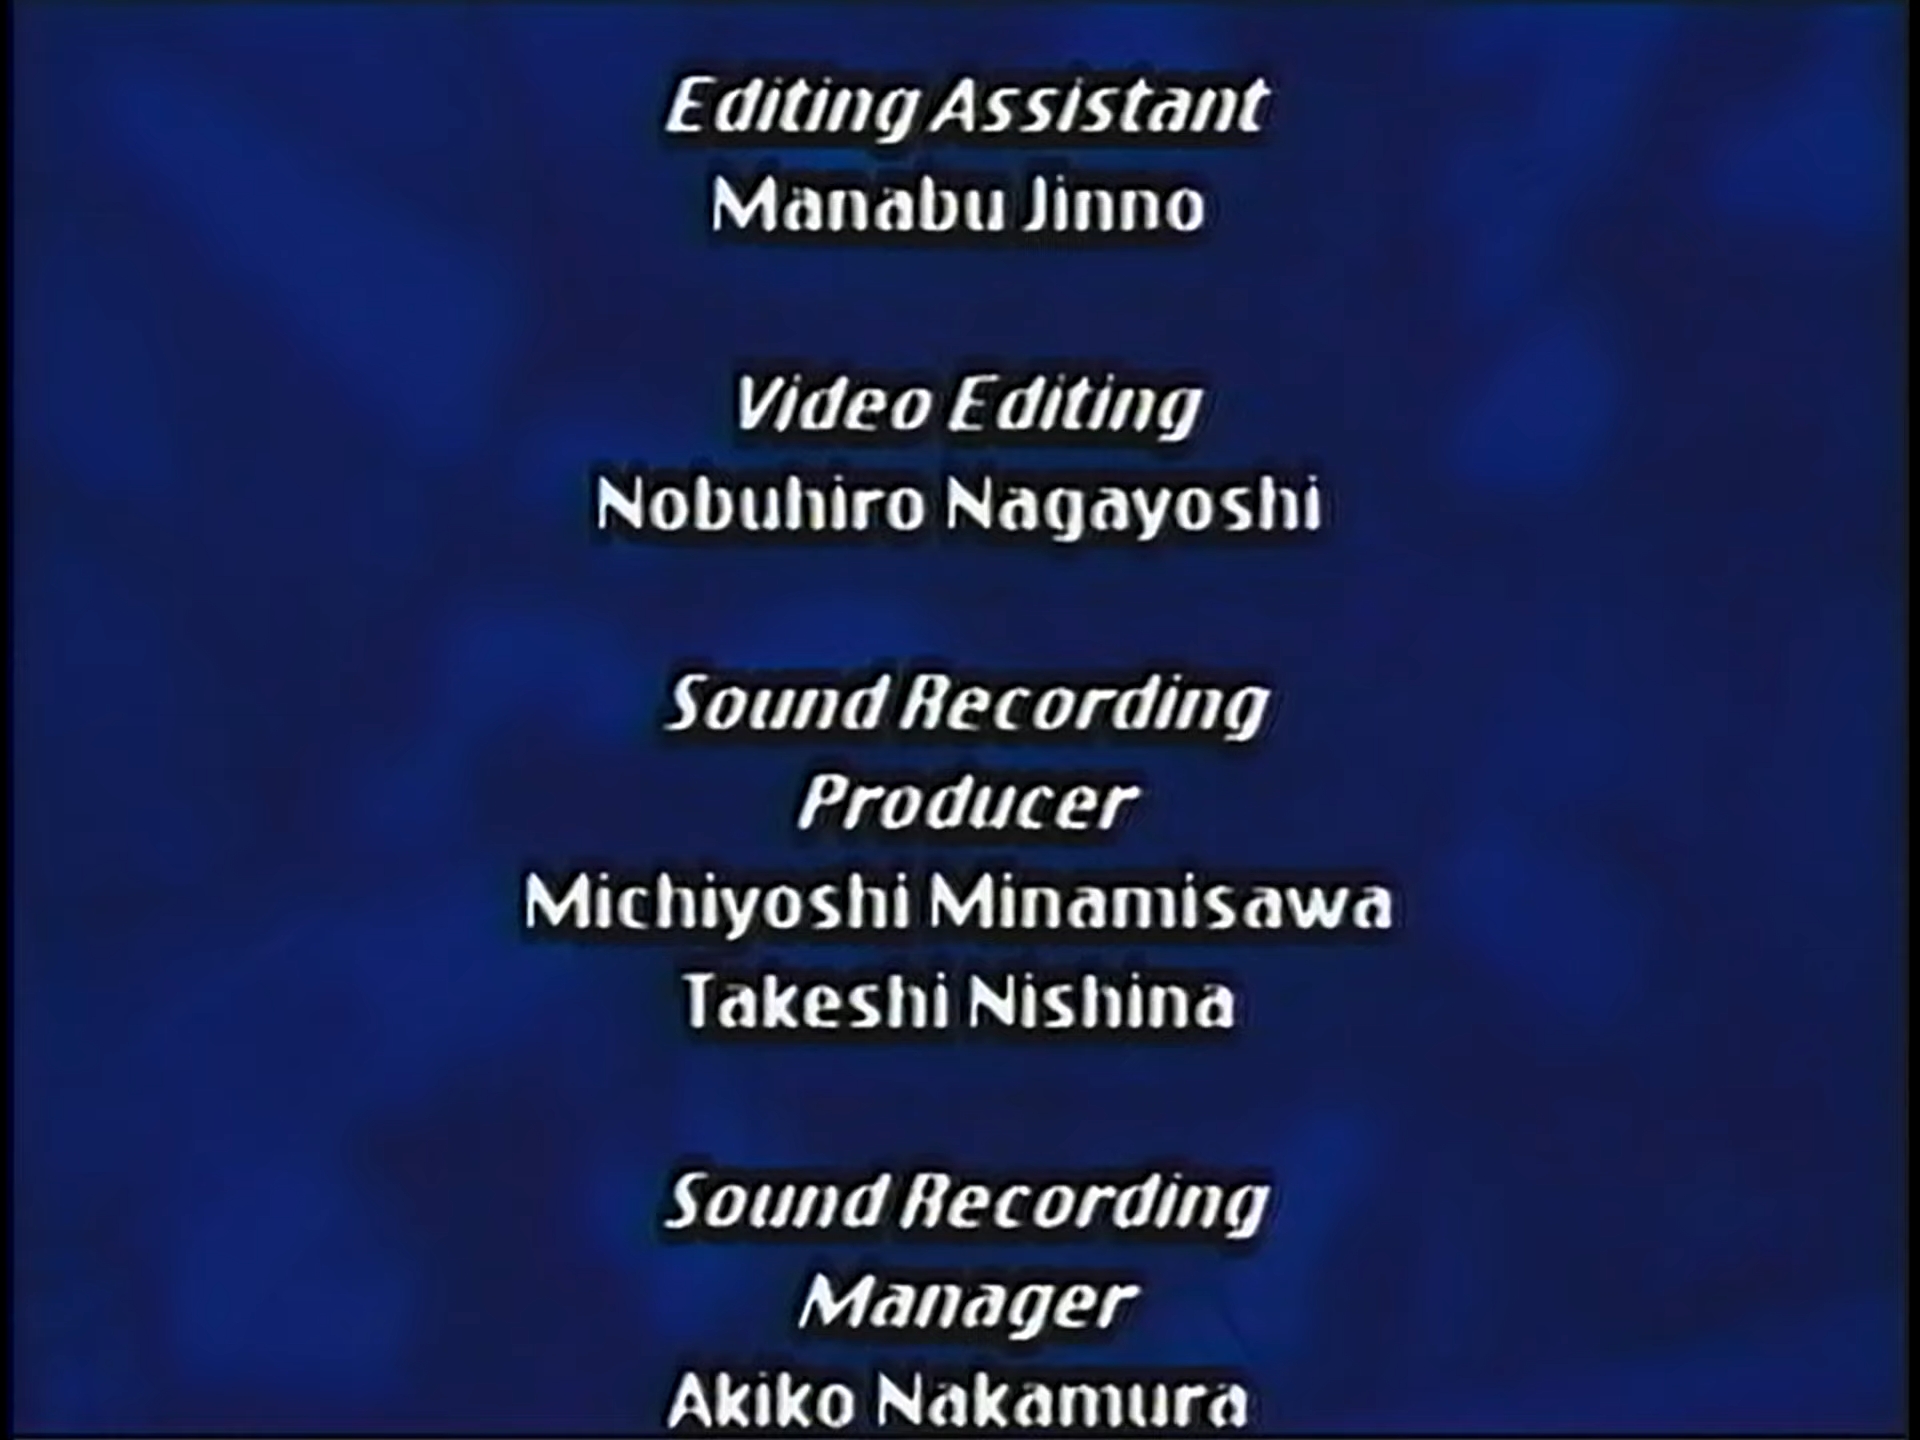 Editing Assistant
Manabu Jinno
Video Editing
Nobuhiro Nagayoshi
Sound Recording
Producer
Michiyoshi Minamisawa
Takeshi Nishina
Sound Recording
Manager
Akiko Nakamura